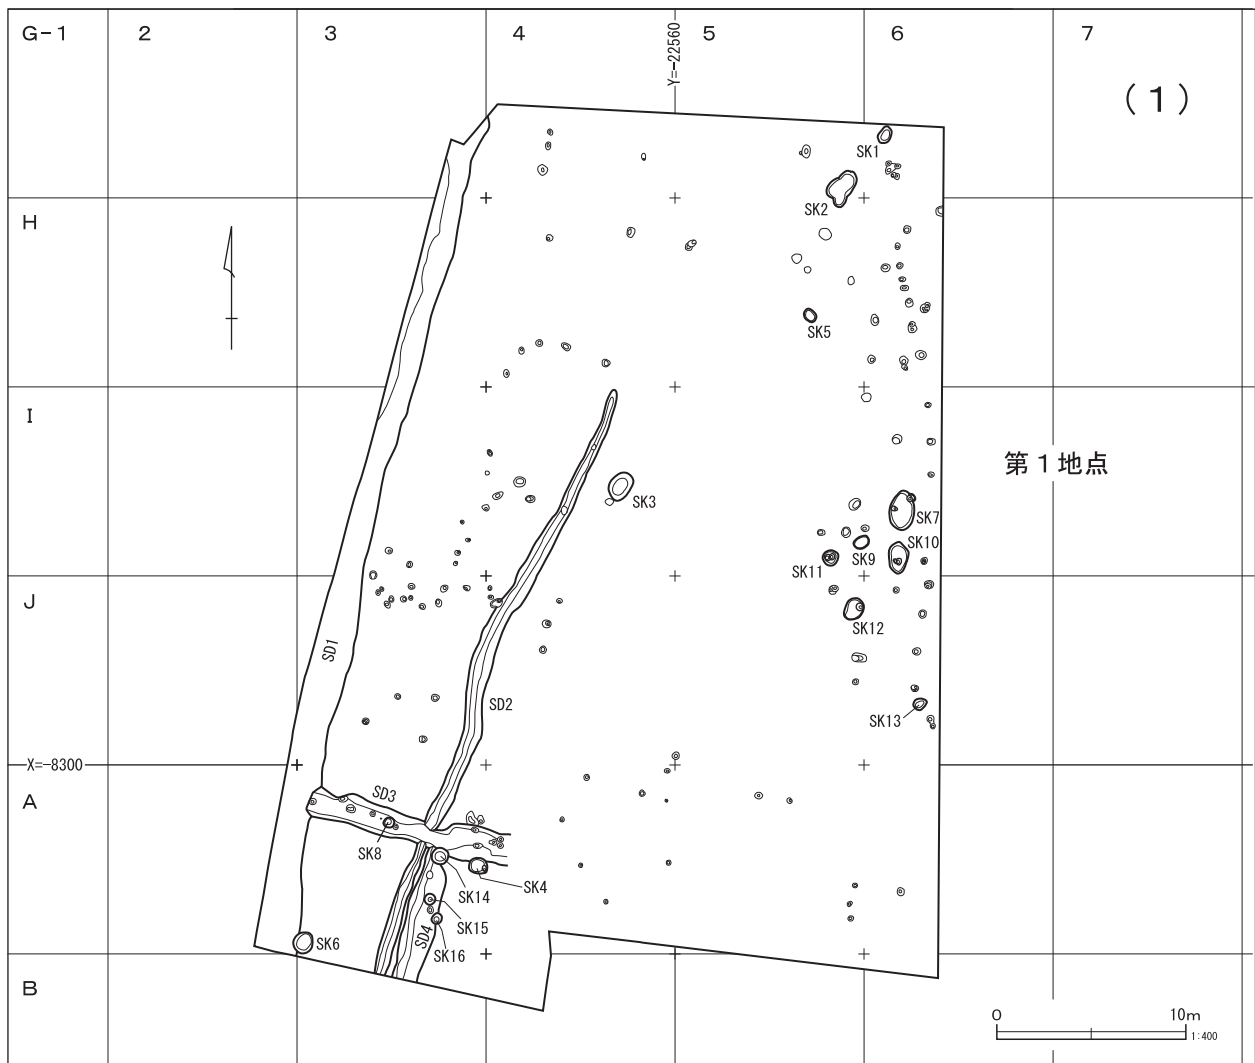 G-1 2 3 4 5 6 7
Y=-22560
(1)
SK1
SK2
H
SK5
I
第1地点
SK3
SK7
SK10
SK9
SK11
J
SK12
SD1
SD2
SK13
X=-8300
A
SD3
SK8
SK14
SK4
SK15
SD4
SK16
SK6
B
0 10m
1:400